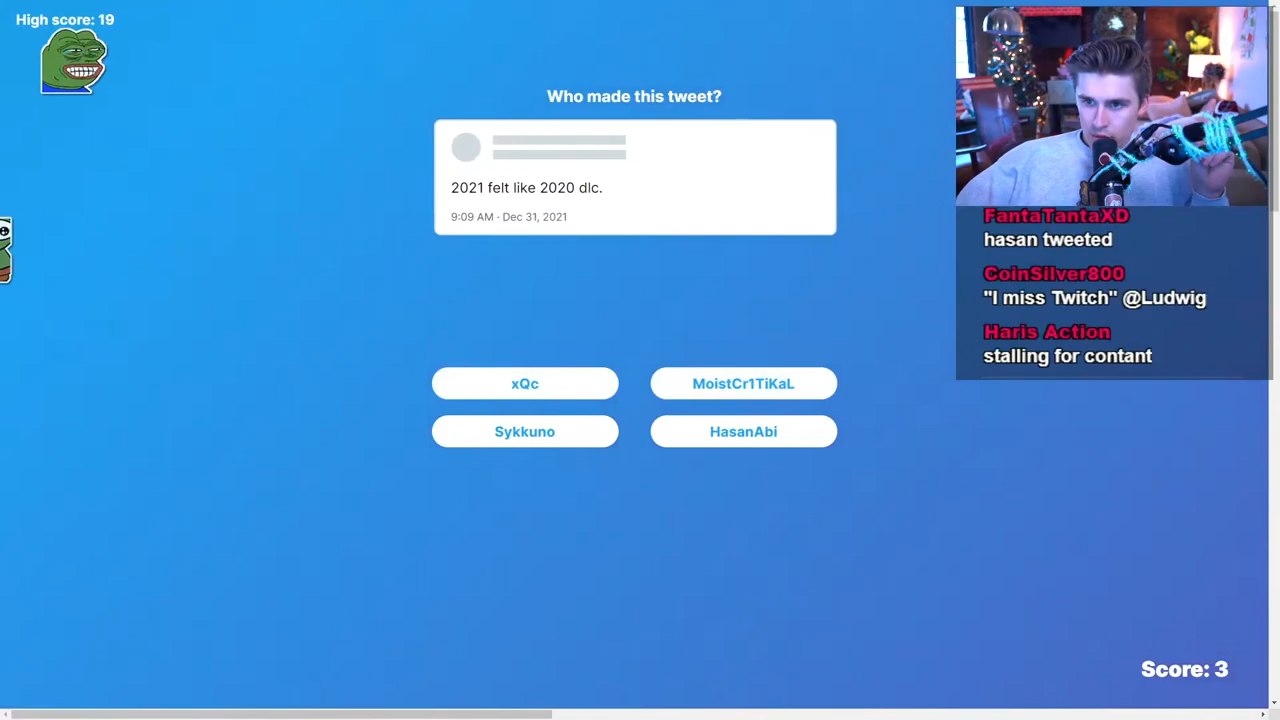 High score: 19
Who made this tweet?
2021 felt like 2020 dlc.
9:09 AM · Dec 31, 2021
xQc
MoistCr1TiKaL
Sykkuno
HasanAbi
FantaTantaXD
hasan tweeted
CoinSilver800
"I miss Twitch" @Ludwig
Haris Action
stalling for contant
Score: 3